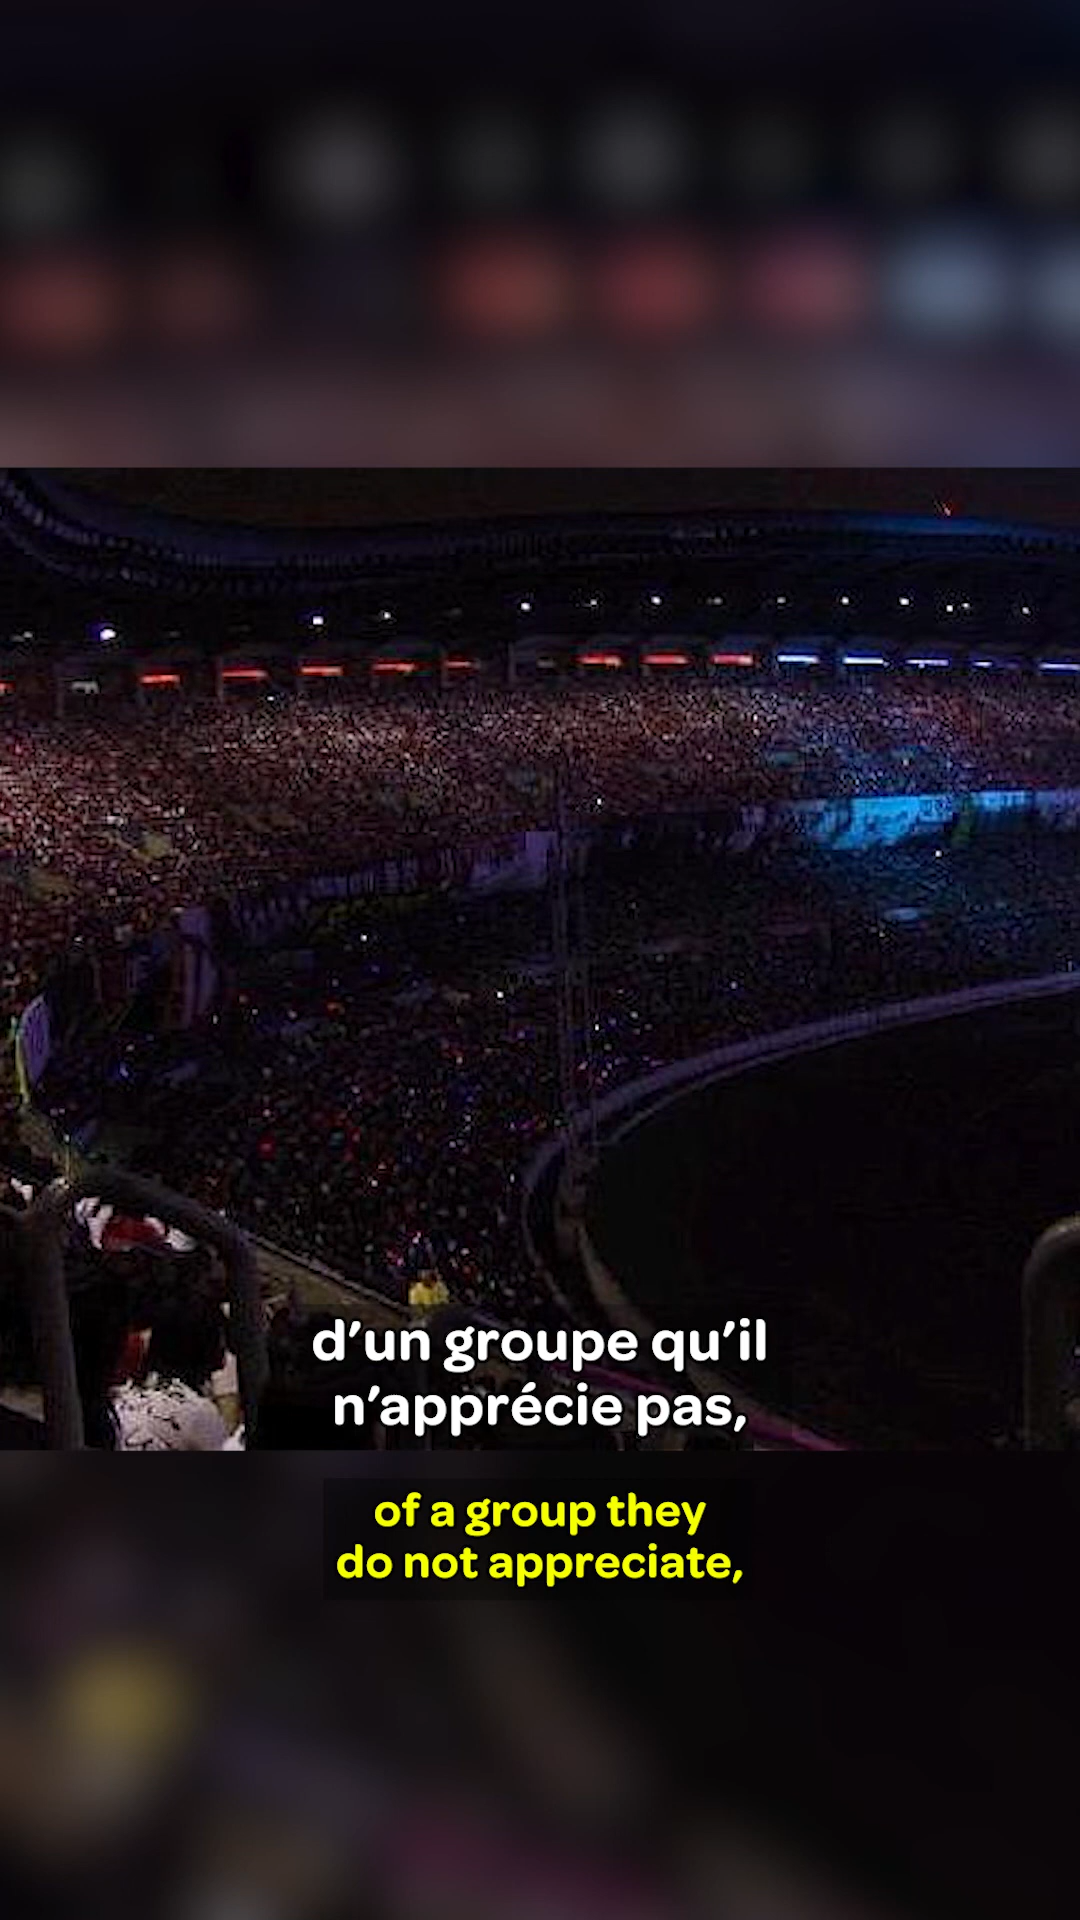 d’un groupe qu’il
n’apprécie pas,
of a group they
do not appreciate,